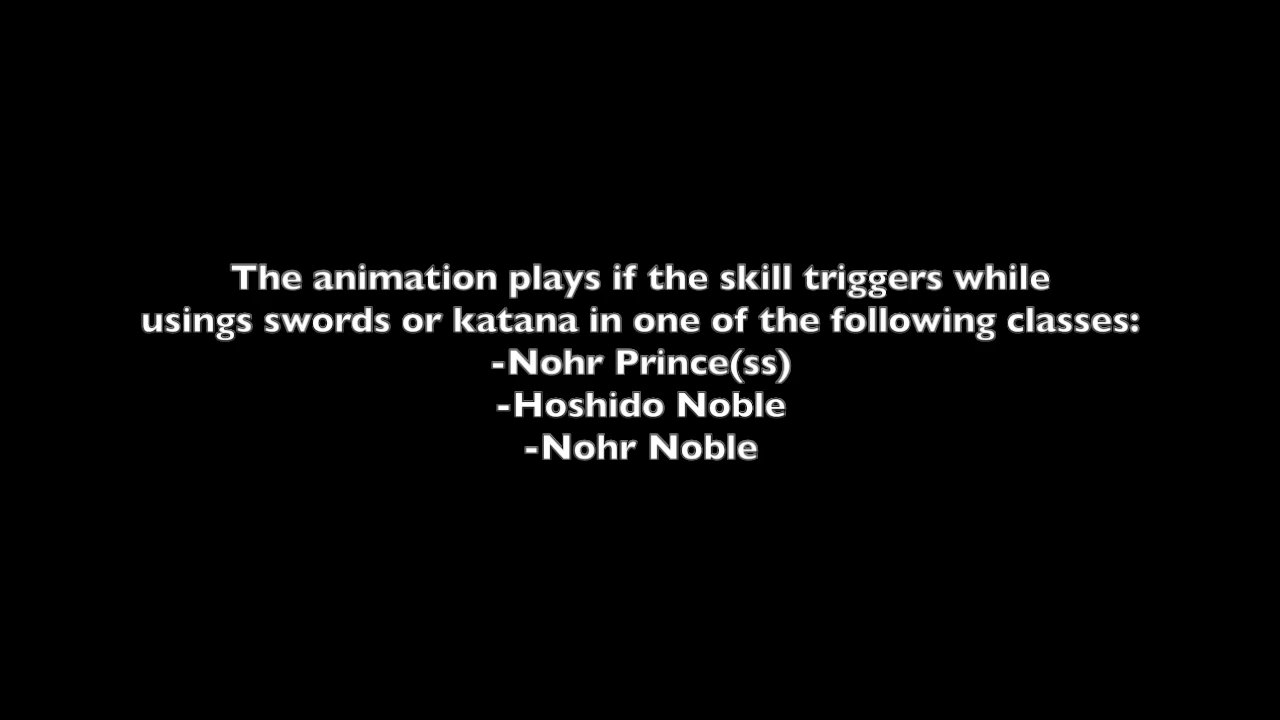 The animation plays if the skill triggers while
usings swords or katana in one of the following classes:
-Nohr Prince(ss)
-Hoshido Noble
-Nohr Noble